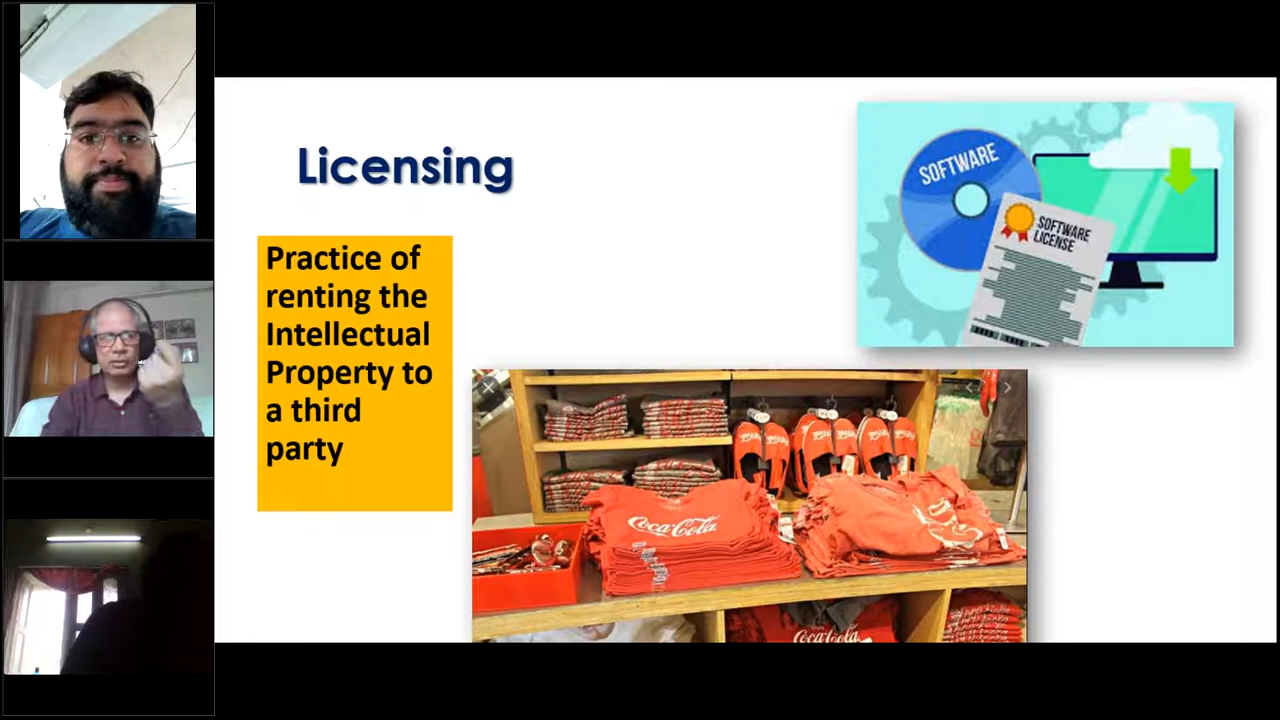 Licensing
Practice of
renting the
Intellectual
Property to
a third
party
SOFTWARE
SOFTWARE
LICENSE
Coca-Cola
Coca-Cola